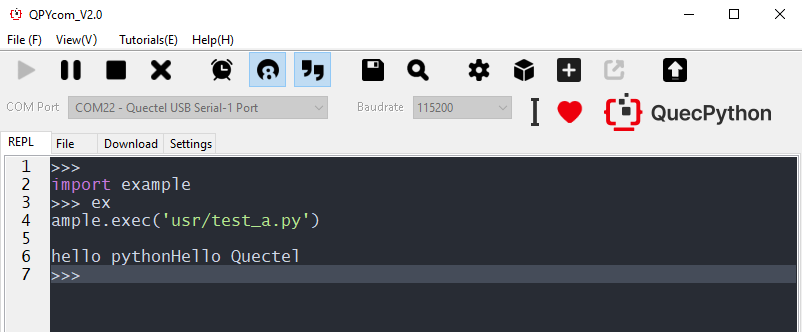 QPYcom_V2.0
File (F) View(V) Tutorials(E) Help(H)
COM Port COM22 - Quectel USB Serial-1 Port Baudrate 115200 QuecPython
REPL File Download Settings
1 >>>
2 import example
3 >>> ex
4 ample.exec('usr/test_a.py')
5
6 hello pythonHello Quectel
7 >>>